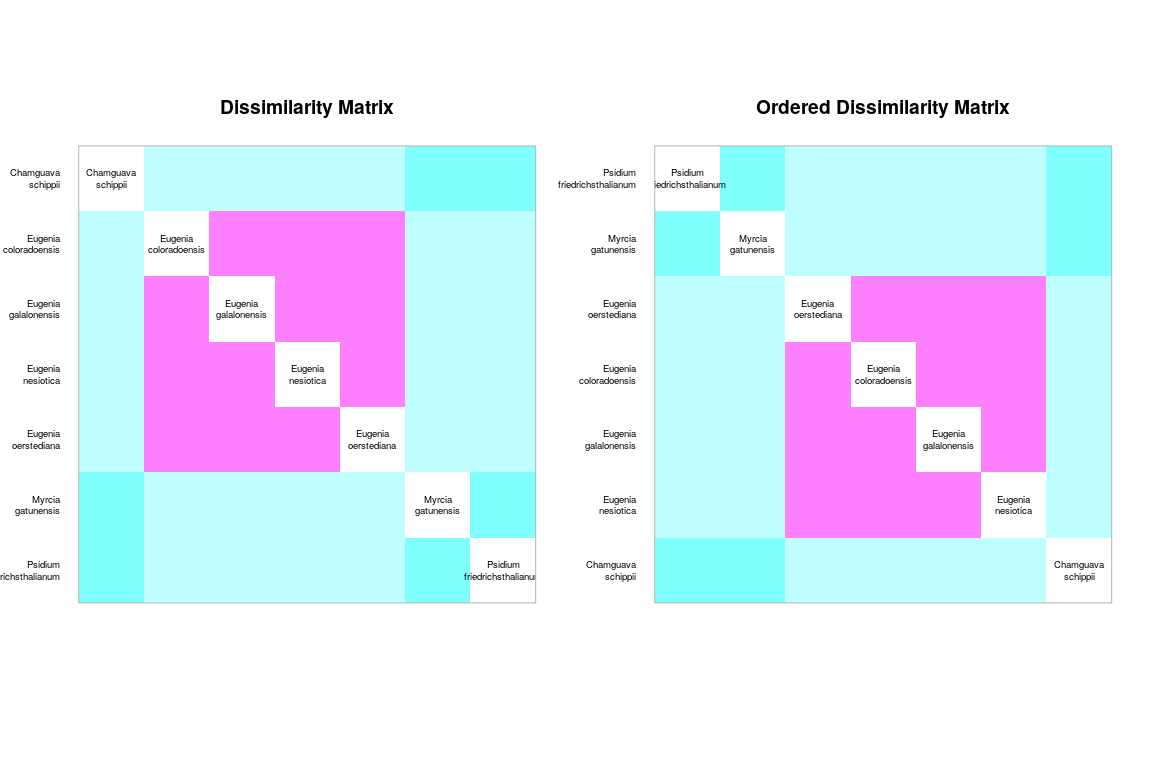 Dissimilarity Matrix
Chamguava
schippii
Chamguava
schippii
Eugenia
coloradoensis
Eugenia
coloradoensis
Eugenia
galalonensis
Eugenia
galalonensis
Eugenia
nesiotica
Eugenia
nesiotica
Eugenia
oerstediana
Eugenia
oerstediana
Myrcia
gatunensis
Myrcia
gatunensis
Psidium
richsthalianum
Psidium
friedrichsthalianu
Ordered Dissimilarity Matrix
Psidium
friedrichsthalianum
Psidium
iedrichsthalianum
Myrcia
gatunensis
Myrcia
gatunensis
Eugenia
oerstediana
Eugenia
oerstediana
Eugenia
coloradoensis
Eugenia
coloradoensis
Eugenia
galalonensis
Eugenia
galalonensis
Eugenia
nesiotica
Eugenia
nesiotica
Chamguava
schippii
Chamguava
schippii